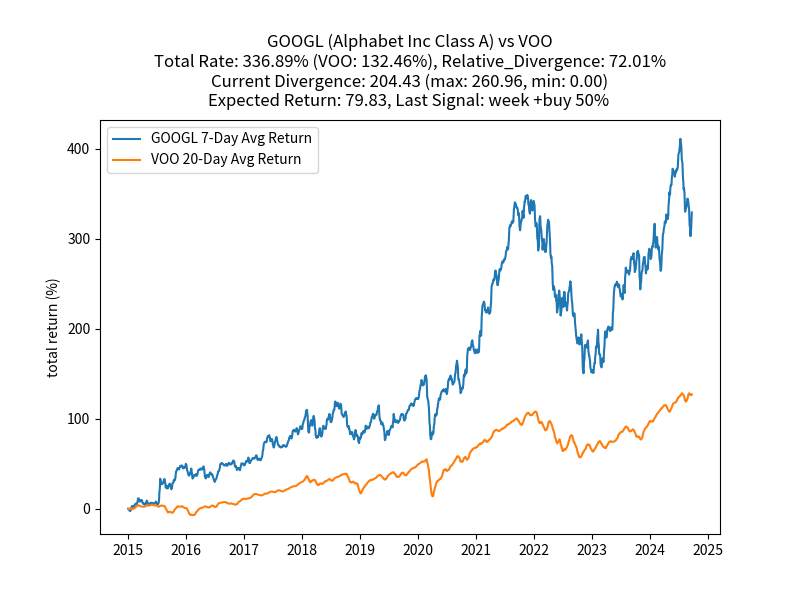 GOOGL (Alphabet Inc Class A) vs VOO
Total Rate: 336.89% (VOO: 132.46%), Relative_Divergence: 72.01%
Current Divergence: 204.43 (max: 260.96, min: 0.00)
Expected Return: 79.83, Last Signal: week +buy 50%
GOOGL 7-Day Avg Return
VOO 20-Day Avg Return
total return (%)
400
300
200
100
0
2015 2016 2017 2018 2019 2020 2021 2022 2023 2024 2025